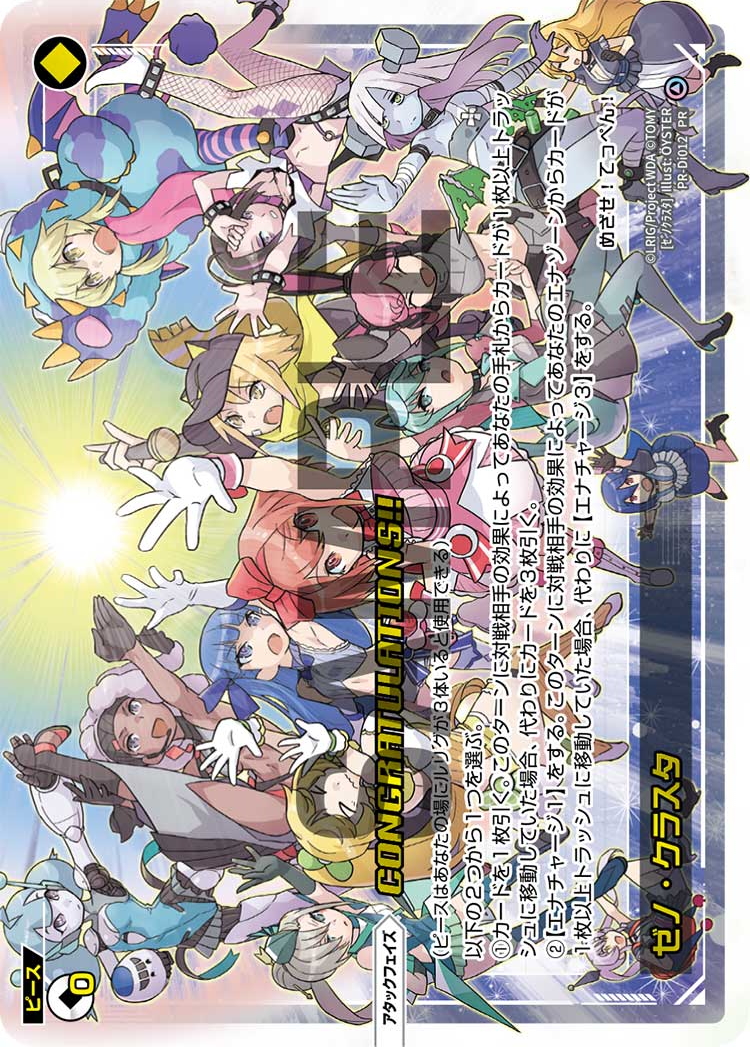 ピース
0
ゼノ・クラスタ
アタックフェイズ
CONGRATULATIONS!!
(ピースはあなたの場にルリグが3体いると使用できる)
以下の2つから1つを選ぶ。
①カードを1枚引く。このターンに対戦相手の効果によってあなたの手札からカードが1枚以上トラッ
シュに移動していた場合、代わりにカードを3枚引く。
②【エナチャージ1】をする。このターンに対戦相手の効果によってあなたのエナゾーンからカードが
1枚以上トラッシュに移動していた場合、代わりに【エナチャージ3】をする。
めざせ!てっぺん!
©LRIG/Project WDA ©TOMY
[ゼノクラスタ] Illust: OYSTER
PR-Di012 PR